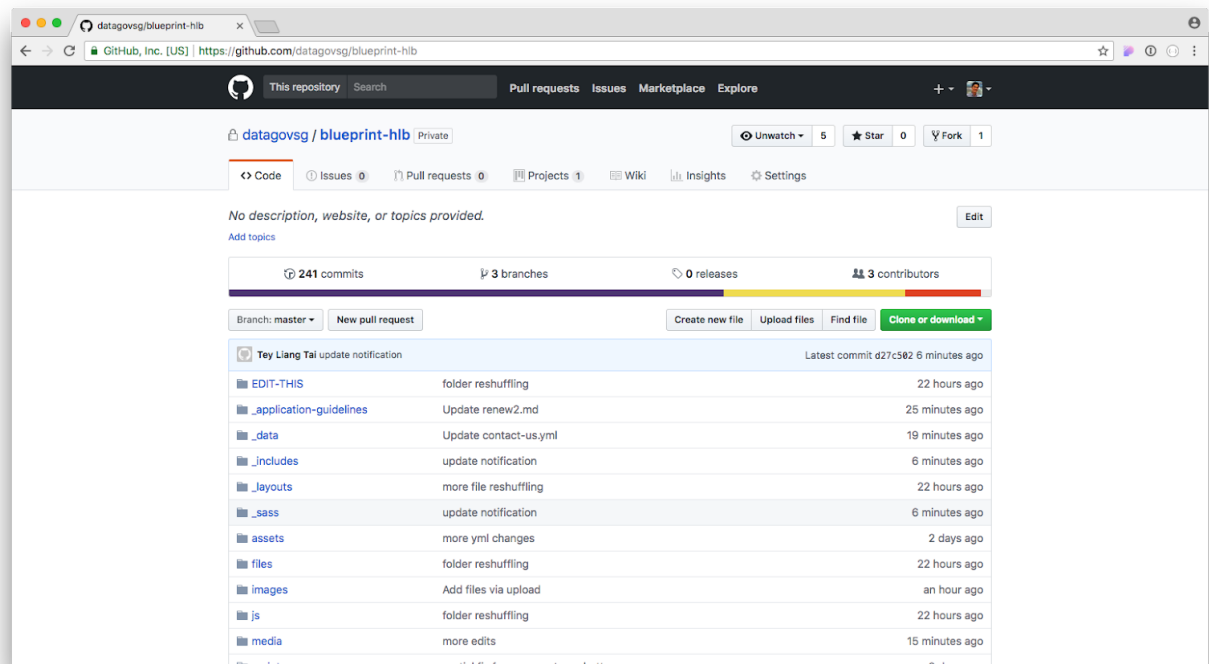 datagovsg/blueprint-hlb
GitHub, Inc. [US] | https://github.com/datagovsg/blueprint-hlb
This repository Search Pull requests Issues Marketplace Explore
datagovsg / blueprint-hlb Private Unwatch 5 Star 0 Fork 1
Code Issues 0 Pull requests 0 Projects 1 Wiki Insights Settings
No description, website, or topics provided. Edit
Add topics
241 commits 3 branches 0 releases 3 contributors
Branch: master New pull request Create new file Upload files Find file Clone or download
Tey Liang Tai update notification Latest commit d27c502 6 minutes ago
EDIT-THIS folder reshuffling 22 hours ago
_application-guidelines Update renew2.md 25 minutes ago
_data Update contact-us.yml 19 minutes ago
_includes update notification 6 minutes ago
_layouts more file reshuffling 22 hours ago
_sass update notification 6 minutes ago
assets more yml changes 2 days ago
files folder reshuffling 22 hours ago
images Add files via upload an hour ago
js folder reshuffling 22 hours ago
media more edits 15 minutes ago